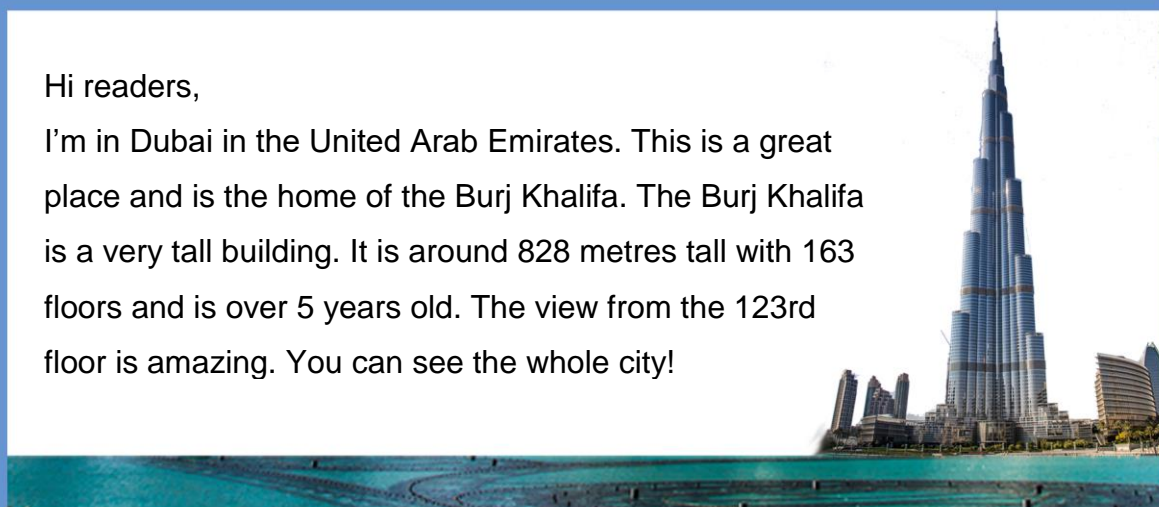 Hi readers,
I’m in Dubai in the United Arab Emirates. This is a great
place and is the home of the Burj Khalifa. The Burj Khalifa
is a very tall building. It is around 828 metres tall with 163
floors and is over 5 years old. The view from the 123rd
floor is amazing. You can see the whole city!